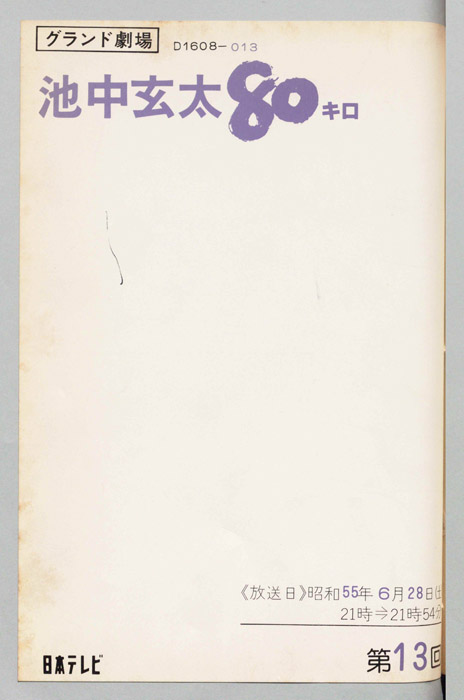 グランド劇場 D1608-013
池中玄太80キロ
《放送日》昭和55年6月28日(土
21時⇒21時54分
日本テレビ 第13回